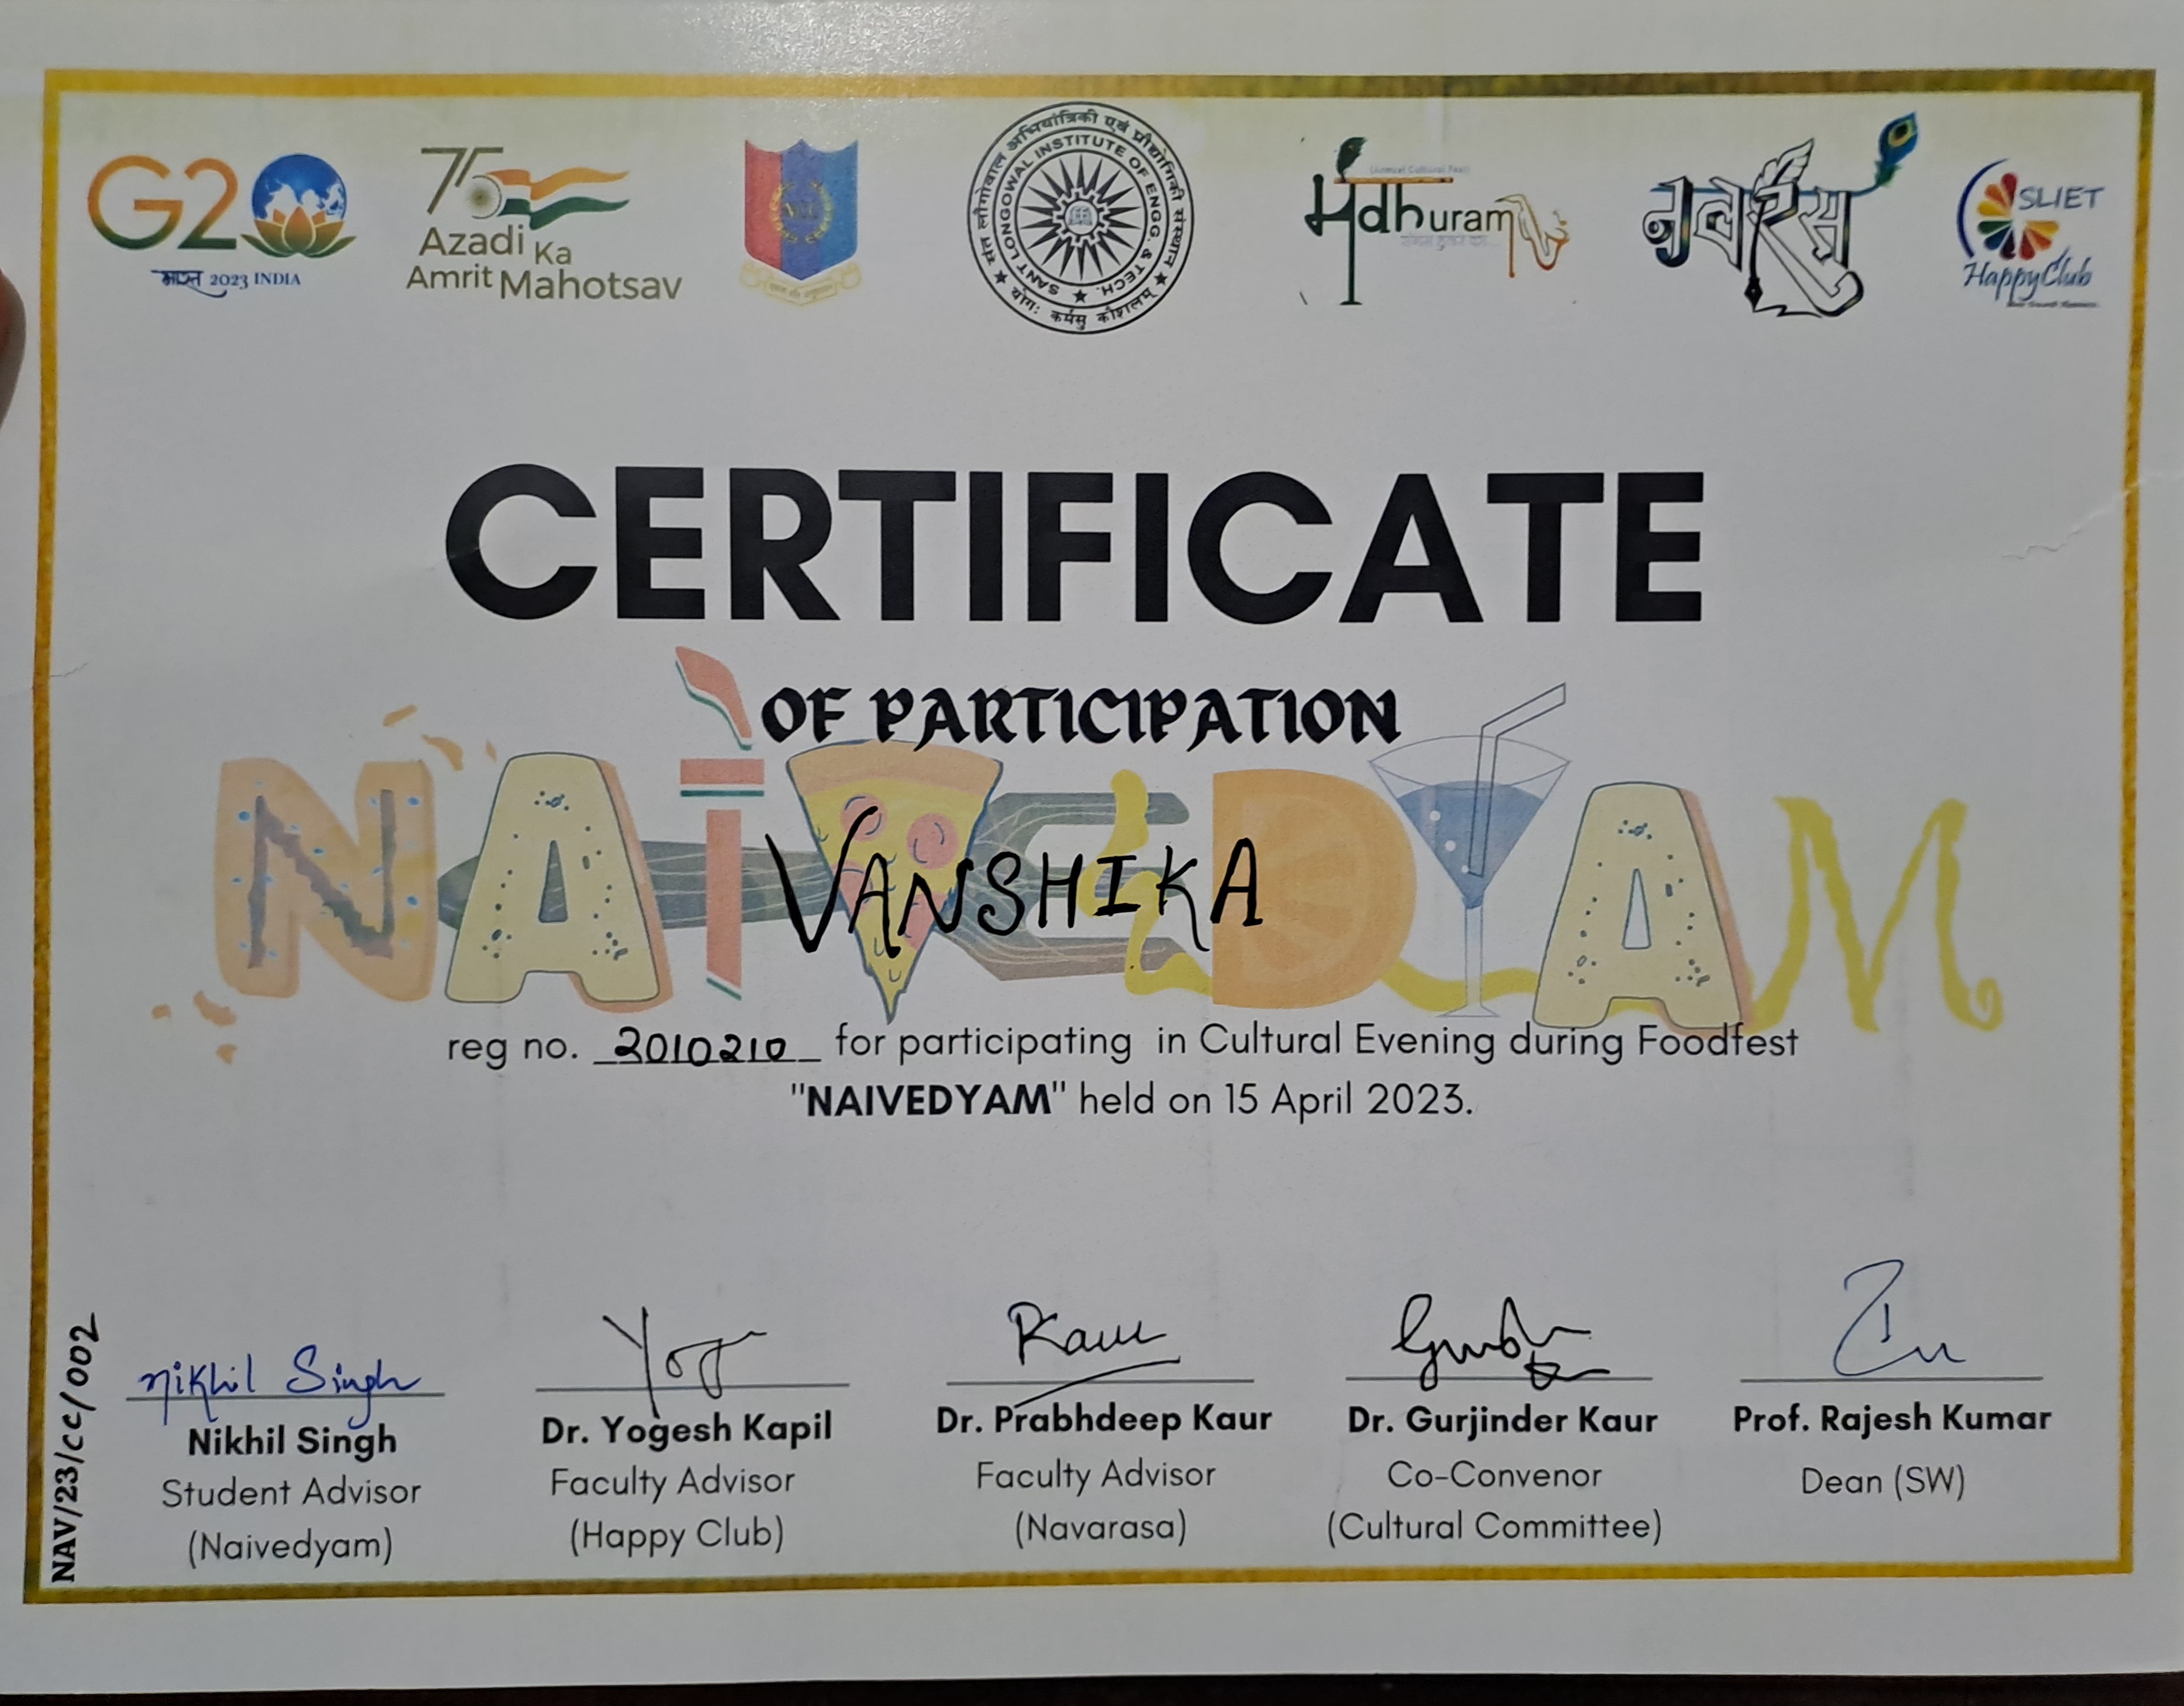 G20
भारत 2023 INDIA
75
Azadi Ka
Amrit Mahotsav
संत लौंगोवाल अभियांत्रिकी एवं प्रौद्योगिकी संस्थान
SANT LONGOWAL INSTITUTE OF ENGG. & TECH.
योगः कर्मसु कौशलम्
(Annual Cultural Fest)
Madhuram
नवरस
SLIET
Happy Club
CERTIFICATE
OF PARTICIPATION
NAIVEDYAM
VANSHIKA
reg no. 2010210 for participating in Cultural Evening during Foodfest
"NAIVEDYAM" held on 15 April 2023.
NAV/23/CC/002
Nikhil Singh
Nikhil Singh
Student Advisor
(Naivedyam)
Dr. Yogesh Kapil
Faculty Advisor
(Happy Club)
Kaur
Dr. Prabhdeep Kaur
Faculty Advisor
(Navarasa)
Dr. Gurjinder Kaur
Co-Convenor
(Cultural Committee)
Prof. Rajesh Kumar
Dean (SW)